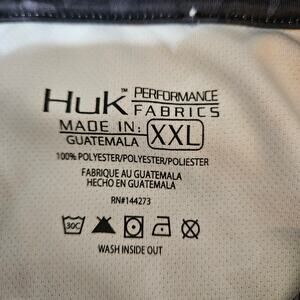 Huk™ PERFORMANCE FABRICS
MADE IN: XXL
GUATEMALA
100% POLYESTER/POLYESTER/POLIESTER
FABRIQUE AU GUATEMALA
HECHO EN GUATEMALA
RN#144273
30C
WASH INSIDE OUT